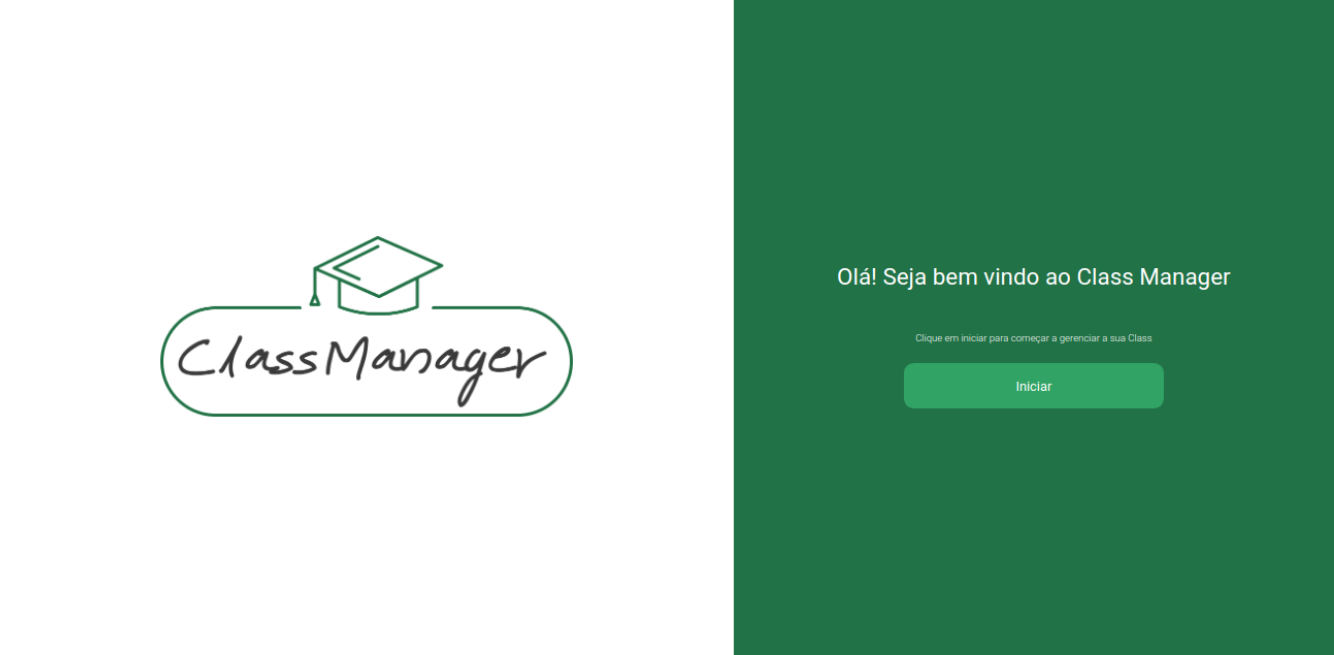 ClassManager
Olá! Seja bem vindo ao Class Manager
Clique em iniciar para começar a gerenciar a sua Class
Iniciar